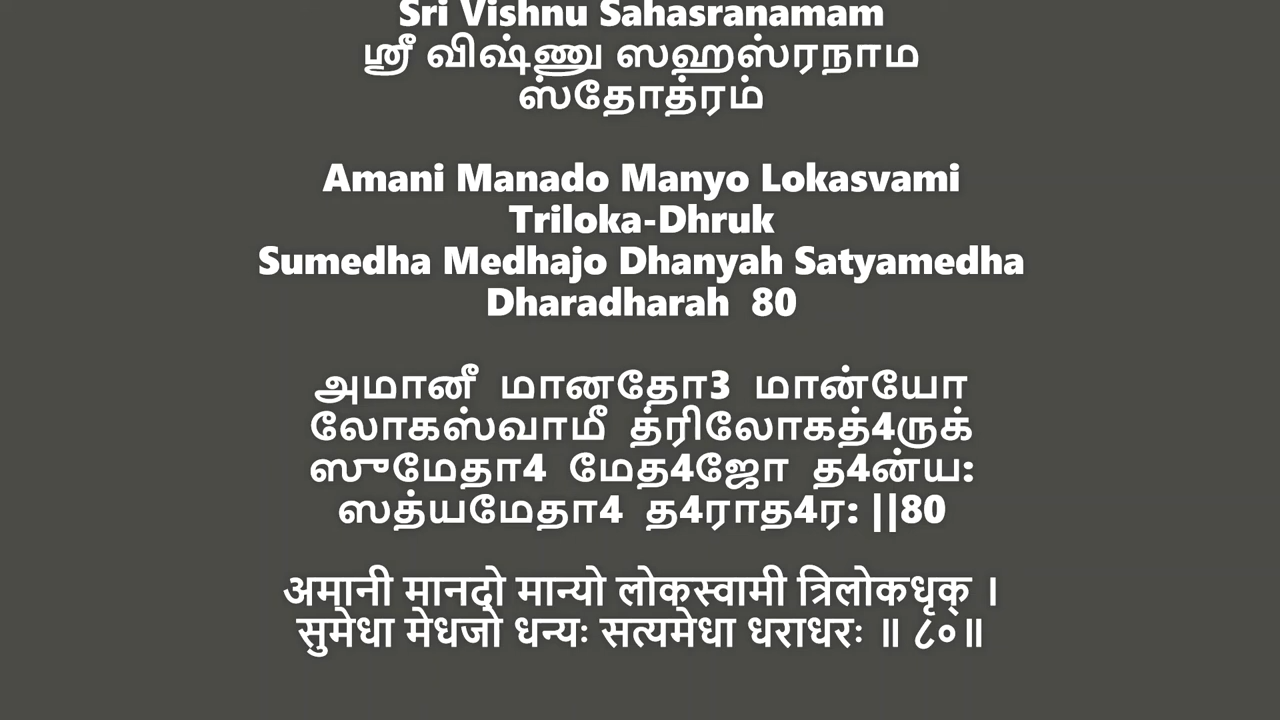 Sri Vishnu Sahasranamam
ஸ்ரீ விஷ்ணு ஸஹஸ்ரநாம
ஸ்தோத்ரம்
Amani Manado Manyo Lokasvami
Triloka-Dhruk
Sumedha Medhajo Dhanyah Satyamedha
Dharadharah 80
அமானீ மானதோ3 மான்யோ
லோகஸ்வாமீ த்ரிலோகத்4ருக்
ஸுமேதா4 மேத4ஜோ த4ன்ய:
ஸத்யமேதா4 த4ராத4ர: ||80
अमानी मानदो मान्यो लोकस्वामी त्रिलोकधृक् ।
सुमेधा मेधजो धन्यः सत्यमेधा धराधरः ॥ ८०॥